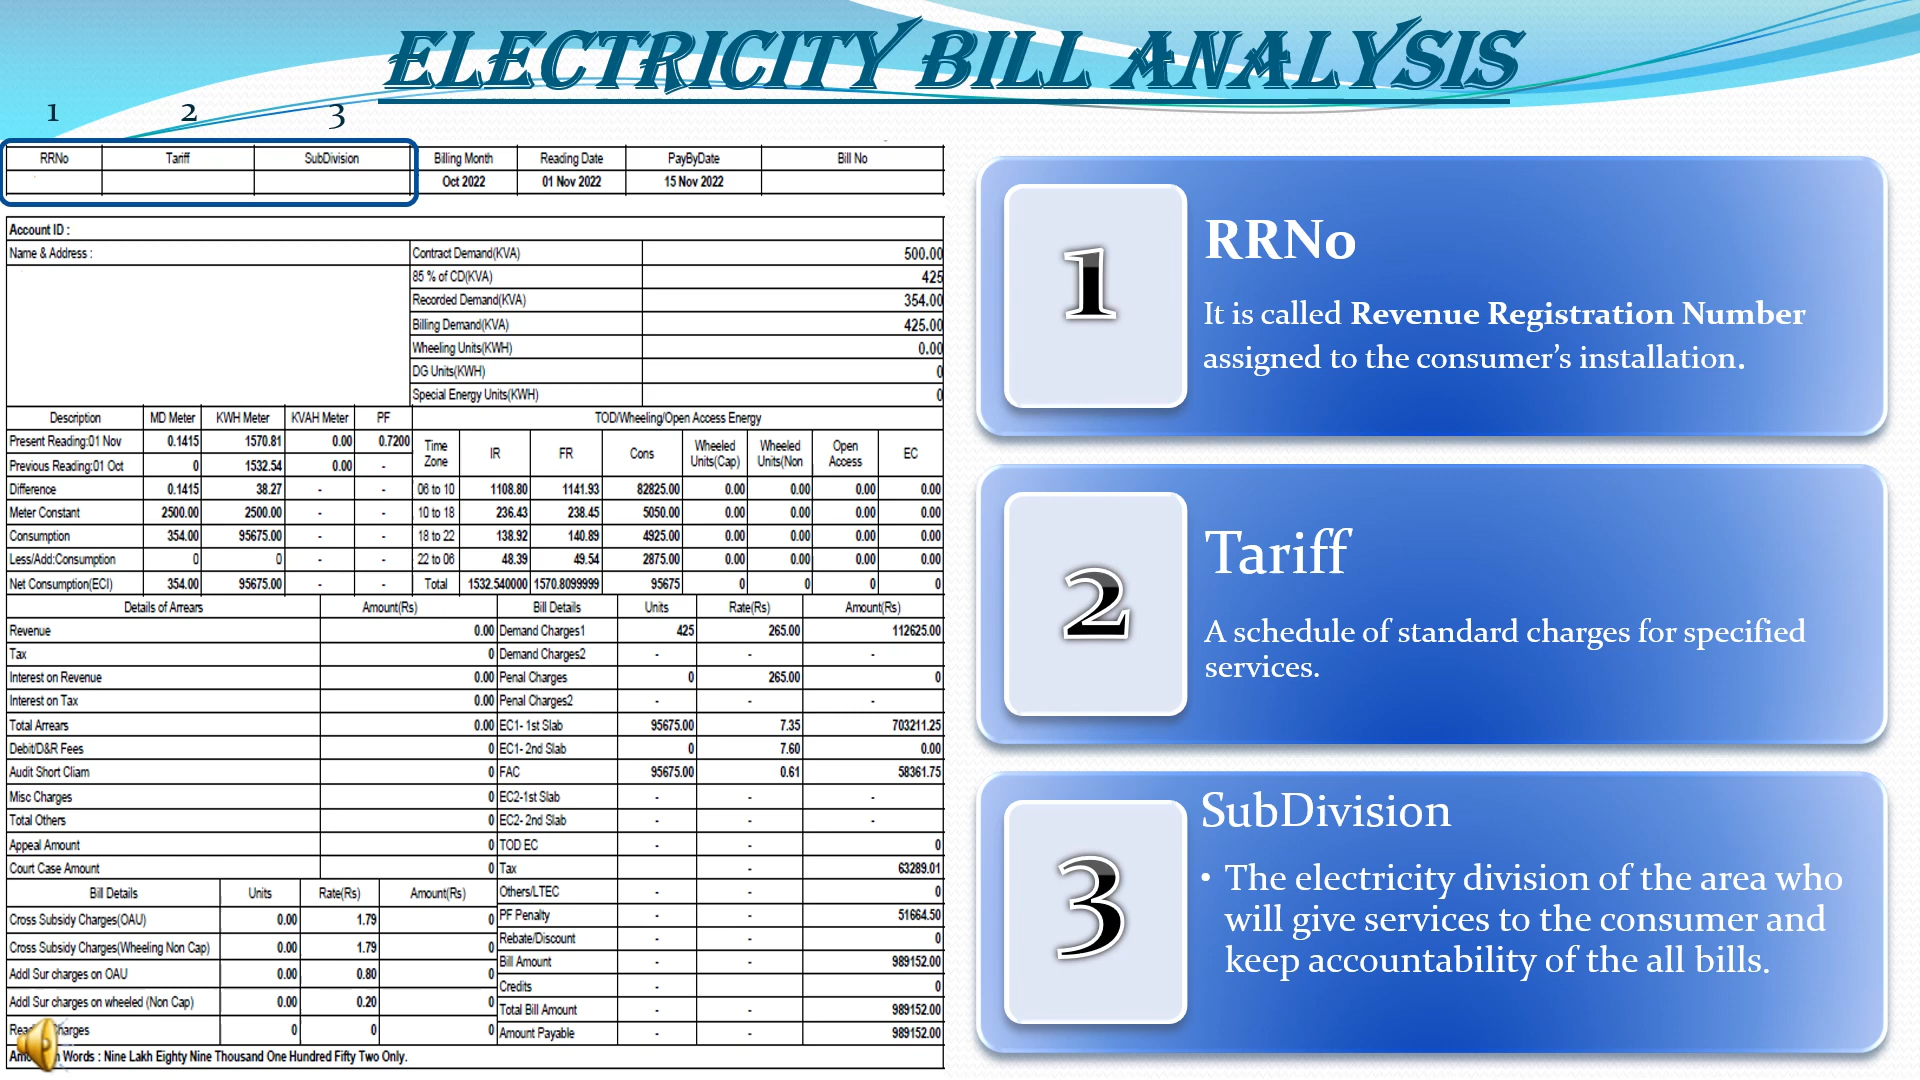 ELECTRICITY BILL ANALYSIS
1 2 3
RRNo Tariff SubDivision Billing Month Reading Date PayByDate Bill No
Oct 2022 01 Nov 2022 15 Nov 2022
Account ID :
Name & Address : Contract Demand(KVA) 500.00
85 % of CD(KVA) 425
Recorded Demand(KVA) 354.00
Billing Demand(KVA) 425.00
Wheeling Units(KWH) 0.00
DG Units(KWH) 0
Special Energy Units(KWH) 0
Description MD Meter KWH Meter KVAH Meter PF TOD/Wheeling/Open Access Energy
Time Zone IR FR Cons Wheeled Units(Cap) Wheeled Units(Non Open Access EC
Present Reading:01 Nov 0.1415 1570.81 0.00 0.7200
Previous Reading:01 Oct 0 1532.54 0.00 -
Difference 0.1415 38.27 - - 06 to 10 1108.80 1141.93 82825.00 0.00 0.00 0.00 0.00
Meter Constant 2500.00 2500.00 - - 10 to 18 236.43 238.45 5050.00 0.00 0.00 0.00 0.00
Consumption 354.00 95675.00 - - 18 to 22 138.92 140.89 4925.00 0.00 0.00 0.00 0.00
Less/Add:Consumption 0 0 - - 22 to 06 48.39 49.54 2875.00 0.00 0.00 0.00 0.00
Net Consumption(ECI) 354.00 95675.00 - - Total 1532.540000 1570.8099999 95675 0 0 0 0
Details of Arrears Amount(Rs) Bill Details Units Rate(Rs) Amount(Rs)
Revenue 0.00 Demand Charges1 425 265.00 112625.00
Tax 0 Demand Charges2 - - -
Interest on Revenue 0.00 Penal Charges 0 265.00 0
Interest on Tax 0.00 Penal Charges2 - - -
Total Arrears 0.00 EC1- 1st Slab 95675.00 7.35 703211.25
Debit/D&R Fees 0 EC1- 2nd Slab 0 7.60 0.00
Audit Short Cliam 0 FAC 95675.00 0.61 58361.75
Misc Charges 0 EC2-1st Slab - - -
Total Others 0 EC2- 2nd Slab - - -
Appeal Amount 0 TOD EC - - 0
Court Case Amount 0 Tax - 63289.01
Bill Details Units Rate(Rs) Amount(Rs) Others/LTEC - - 0
Cross Subsidy Charges(OAU) 0.00 1.79 0 PF Penalty - - 51664.50
Rebate/Discount - - 0
Cross Subsidy Charges(Wheeling Non Cap) 0.00 1.79 0 Bill Amount - - 989152.00
Addl Sur charges on OAU 0.00 0.80 0 Credits - 0
Addl Sur charges on wheeled (Non Cap) 0.00 0.20 0 Total Bill Amount - - 989152.00
harges 0 0 0 Amount Payable - - 989152.00
Words : Nine Lakh Eighty Nine Thousand One Hundred Fifty Two Only.
1
RRNo
It is called Revenue Registration Number
assigned to the consumer’s installation.
2
Tariff
A schedule of standard charges for specified
services.
3
SubDivision
• The electricity division of the area who
will give services to the consumer and
keep accountability of the all bills.